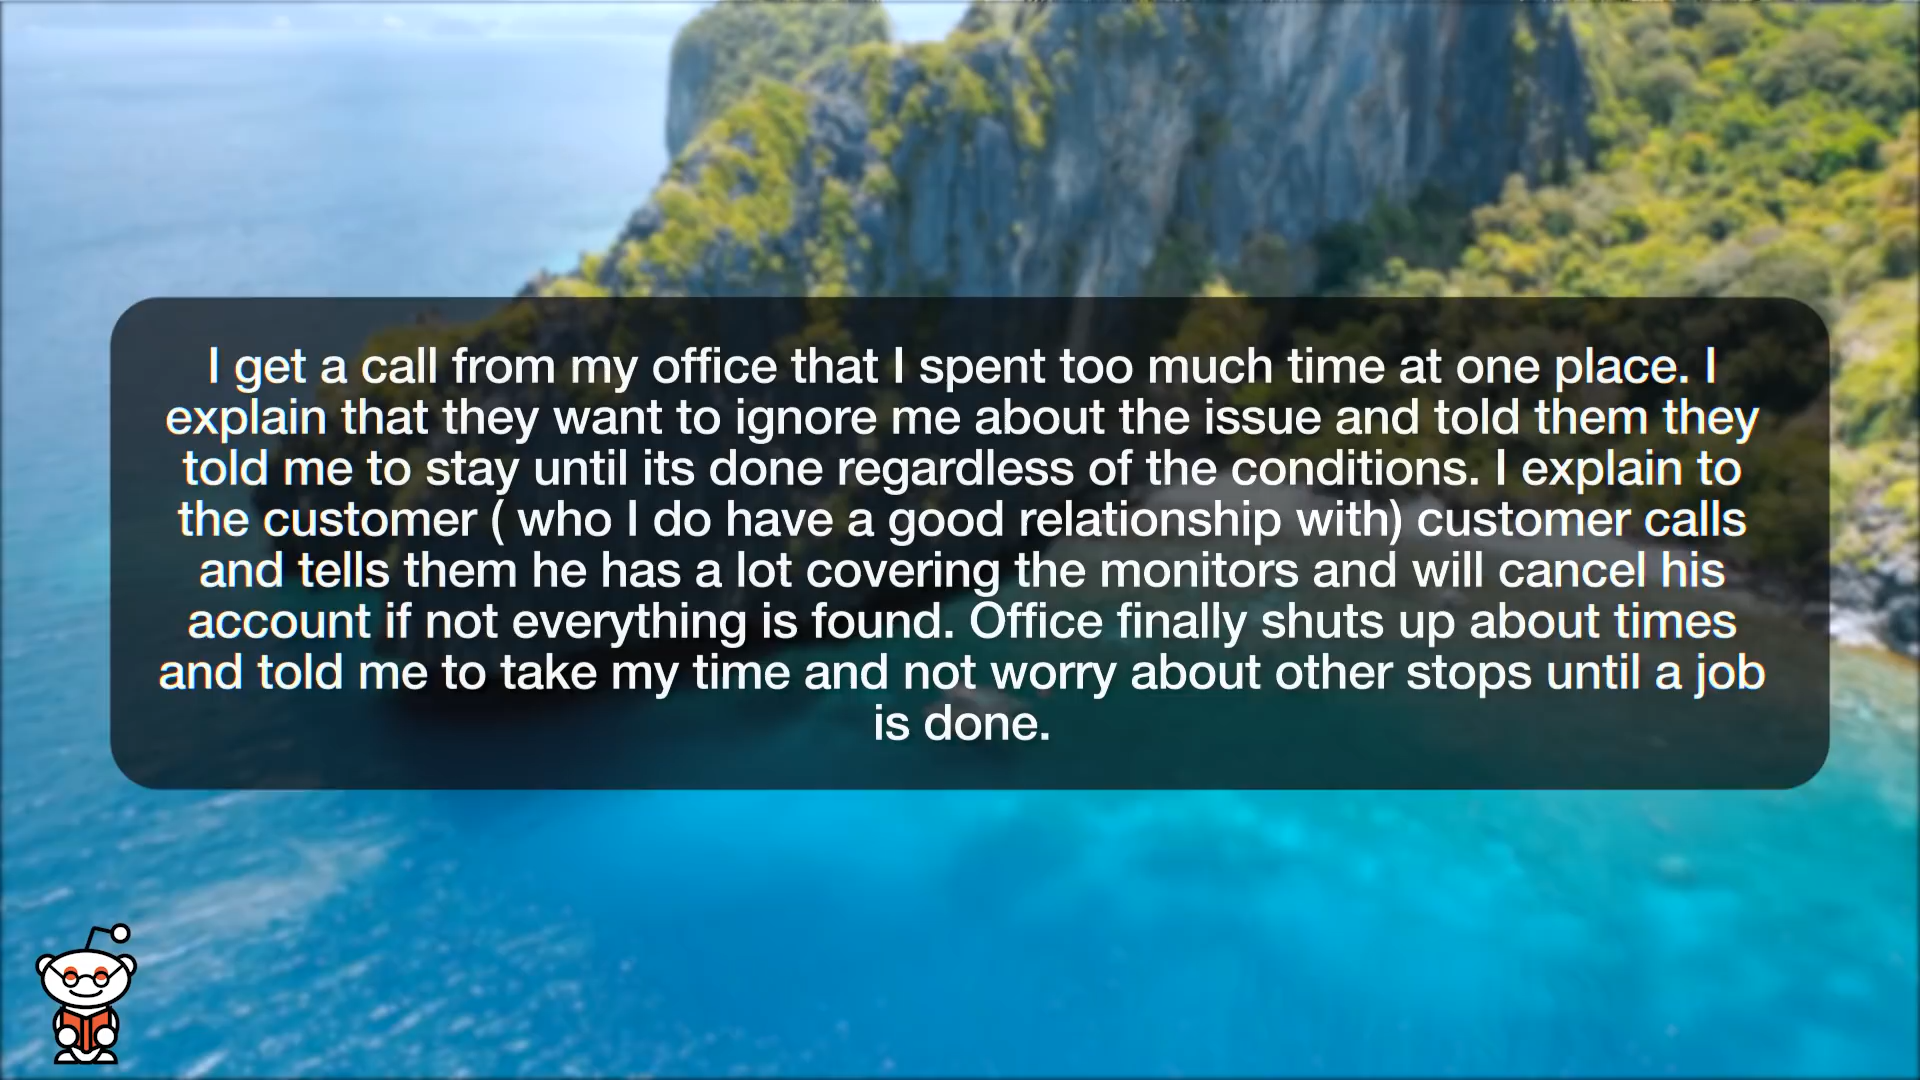 I get a call from my office that I spent too much time at one place. I
explain that they want to ignore me about the issue and told them they
told me to stay until its done regardless of the conditions. I explain to
the customer ( who I do have a good relationship with) customer calls
and tells them he has a lot covering the monitors and will cancel his
account if not everything is found. Office finally shuts up about times
and told me to take my time and not worry about other stops until a job
is done.